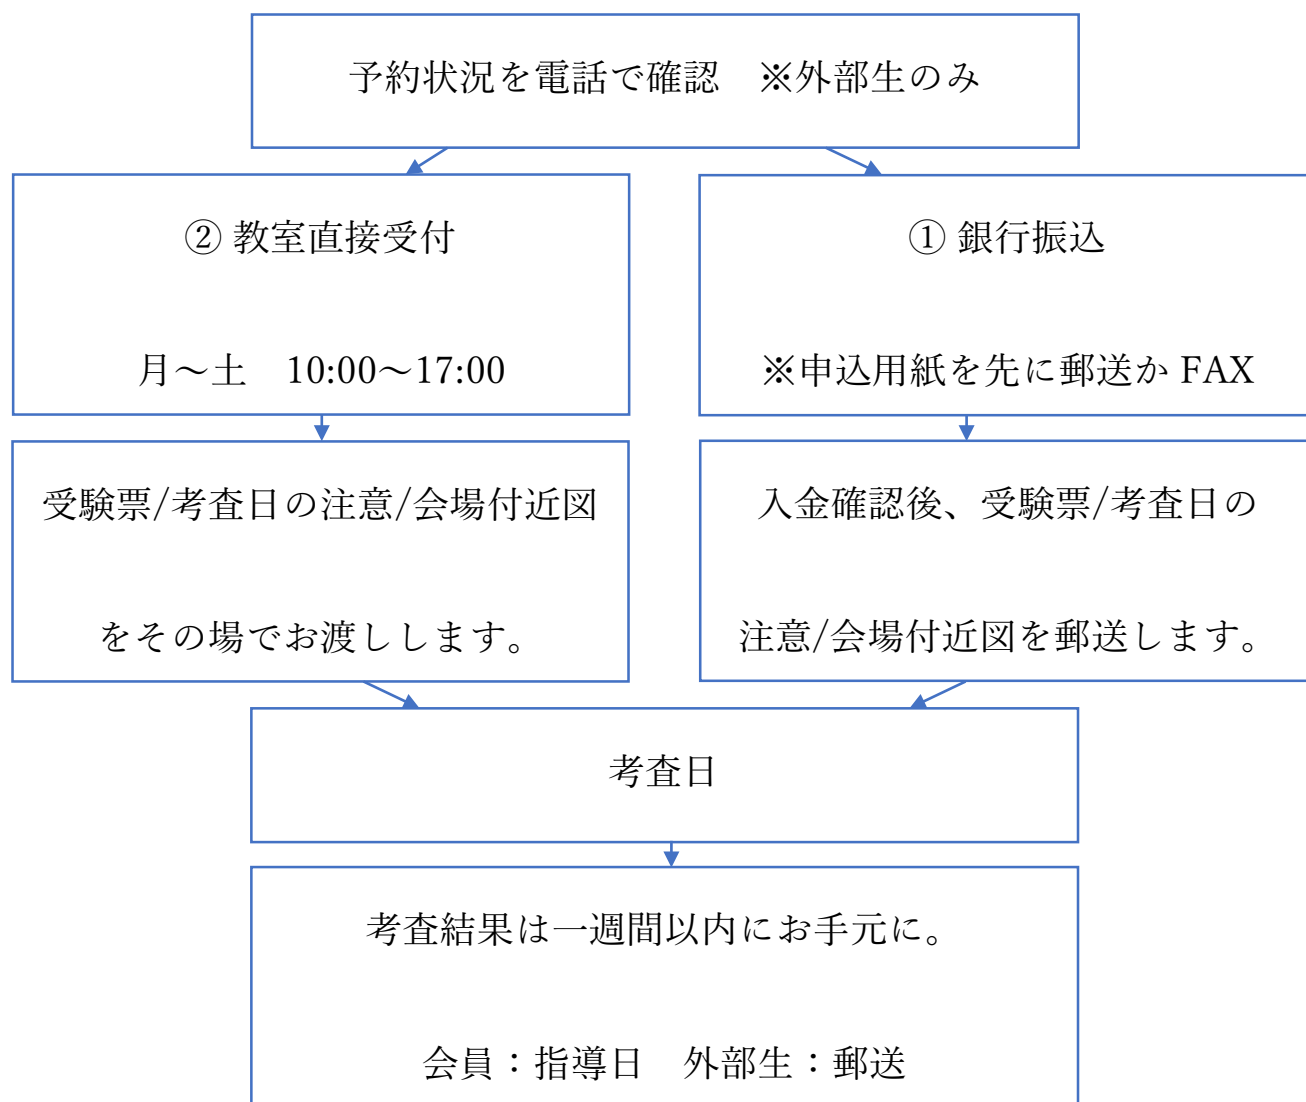 予約状況を電話で確認　※外部生のみ
② 教室直接受付
月～土　10:00～17:00
① 銀行振込
※申込用紙を先に郵送か FAX
受験票/考査日の注意/会場付近図
をその場でお渡しします。
入金確認後、受験票/考査日の
注意/会場付近図を郵送します。
考査日
考査結果は一週間以内にお手元に。
会員：指導日　外部生：郵送